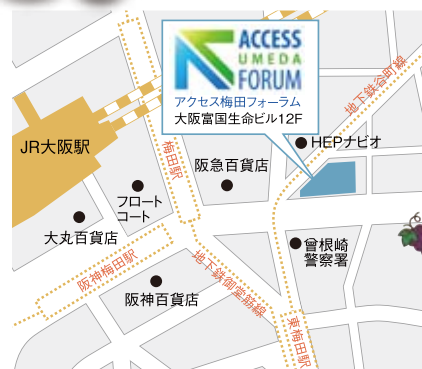 ACCESS
UMEDA
FORUM
アクセス梅田フォーラム
大阪富国生命ビル12F
地下鉄谷町線
JR大阪駅
梅田駅
HEPナビオ
阪急百貨店
フロート
コート
大丸百貨店
曾根崎
警察署
阪神梅田駅
地下鉄御堂筋線
阪神百貨店
東梅田駅